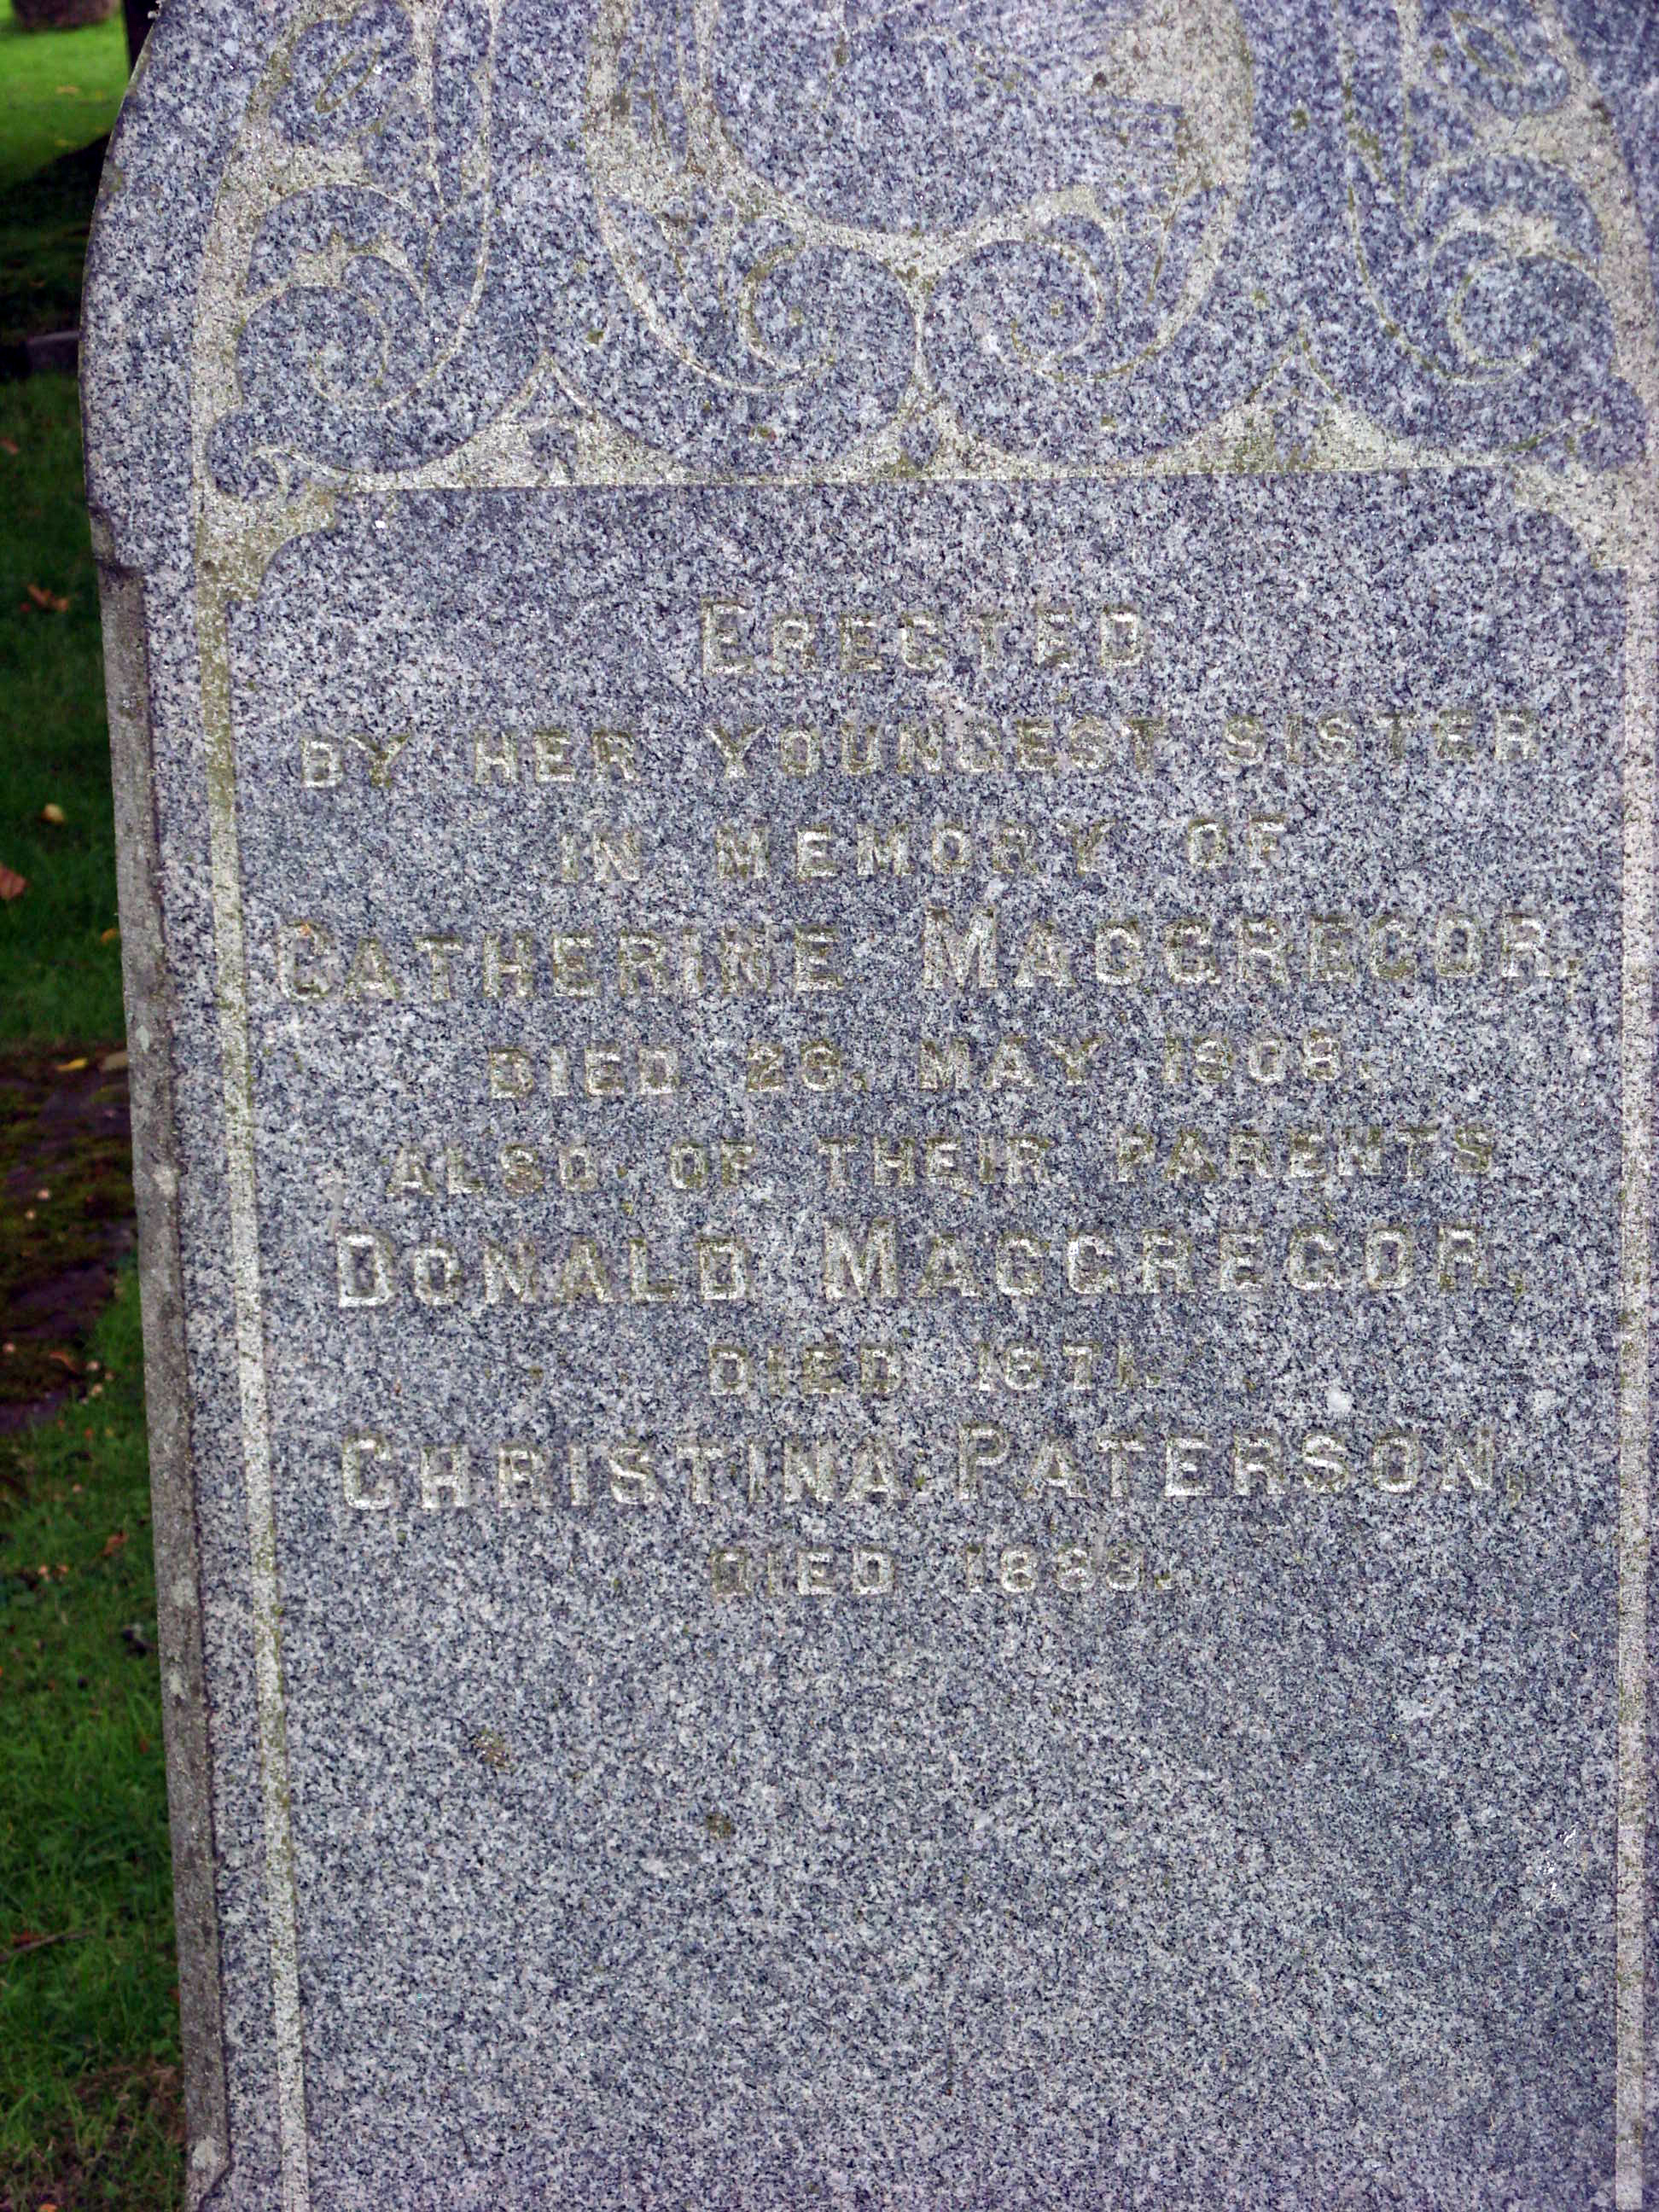 ERECTED
BY HER YOUNGEST SISTER
IN MEMORY OF
CATHERINE MACGREGOR,
DIED 26. MAY 1908.
ALSO OF THEIR PARENTS
DONALD MACGREGOR,
DIED 1871.
CHRISTINA PATERSON,
DIED 1883.